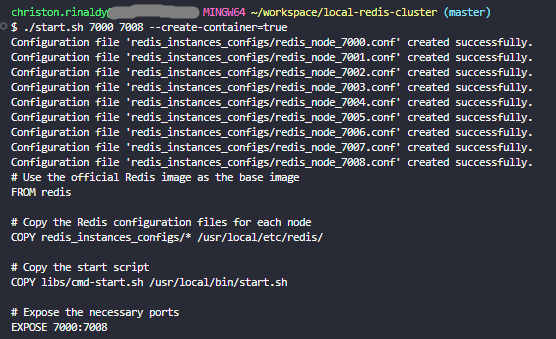 christon.rinaldy MINGW64 ~/workspace/local-redis-cluster (master)
$ ./start.sh 7000 7008 --create-container=true
Configuration file 'redis_instances_configs/redis_node_7000.conf' created successfully.
Configuration file 'redis_instances_configs/redis_node_7001.conf' created successfully.
Configuration file 'redis_instances_configs/redis_node_7002.conf' created successfully.
Configuration file 'redis_instances_configs/redis_node_7003.conf' created successfully.
Configuration file 'redis_instances_configs/redis_node_7004.conf' created successfully.
Configuration file 'redis_instances_configs/redis_node_7005.conf' created successfully.
Configuration file 'redis_instances_configs/redis_node_7006.conf' created successfully.
Configuration file 'redis_instances_configs/redis_node_7007.conf' created successfully.
Configuration file 'redis_instances_configs/redis_node_7008.conf' created successfully.
# Use the official Redis image as the base image
FROM redis

# Copy the Redis configuration files for each node
COPY redis_instances_configs/* /usr/local/etc/redis/

# Copy the start script
COPY libs/cmd-start.sh /usr/local/bin/start.sh

# Expose the necessary ports
EXPOSE 7000:7008